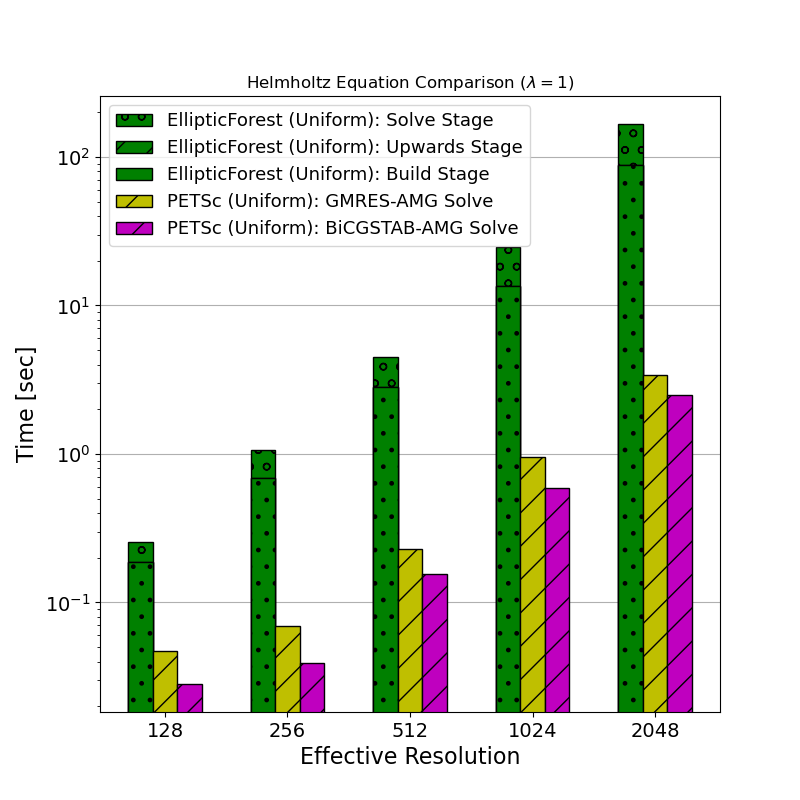 Helmholtz Equation Comparison (λ = 1)
EllipticForest (Uniform): Solve Stage
EllipticForest (Uniform): Upwards Stage
EllipticForest (Uniform): Build Stage
PETSc (Uniform): GMRES-AMG Solve
PETSc (Uniform): BiCGSTAB-AMG Solve
Time [sec]
10²
10¹
10⁰
10⁻¹
128 256 512 1024 2048
Effective Resolution